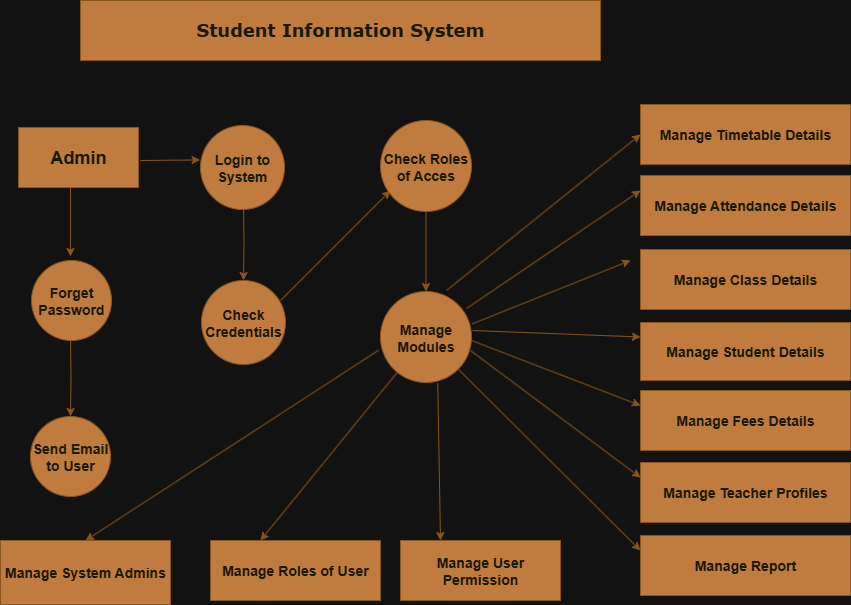 Student Information System
Admin
Login to
System
Check Roles
of Acces
Forget
Password
Check
Credentials
Manage
Modules
Send Email
to User
Manage Timetable Details
Manage Attendance Details
Manage Class Details
Manage Student Details
Manage Fees Details
Manage Teacher Profiles
Manage Report
Manage System Admins
Manage Roles of User
Manage User
Permission